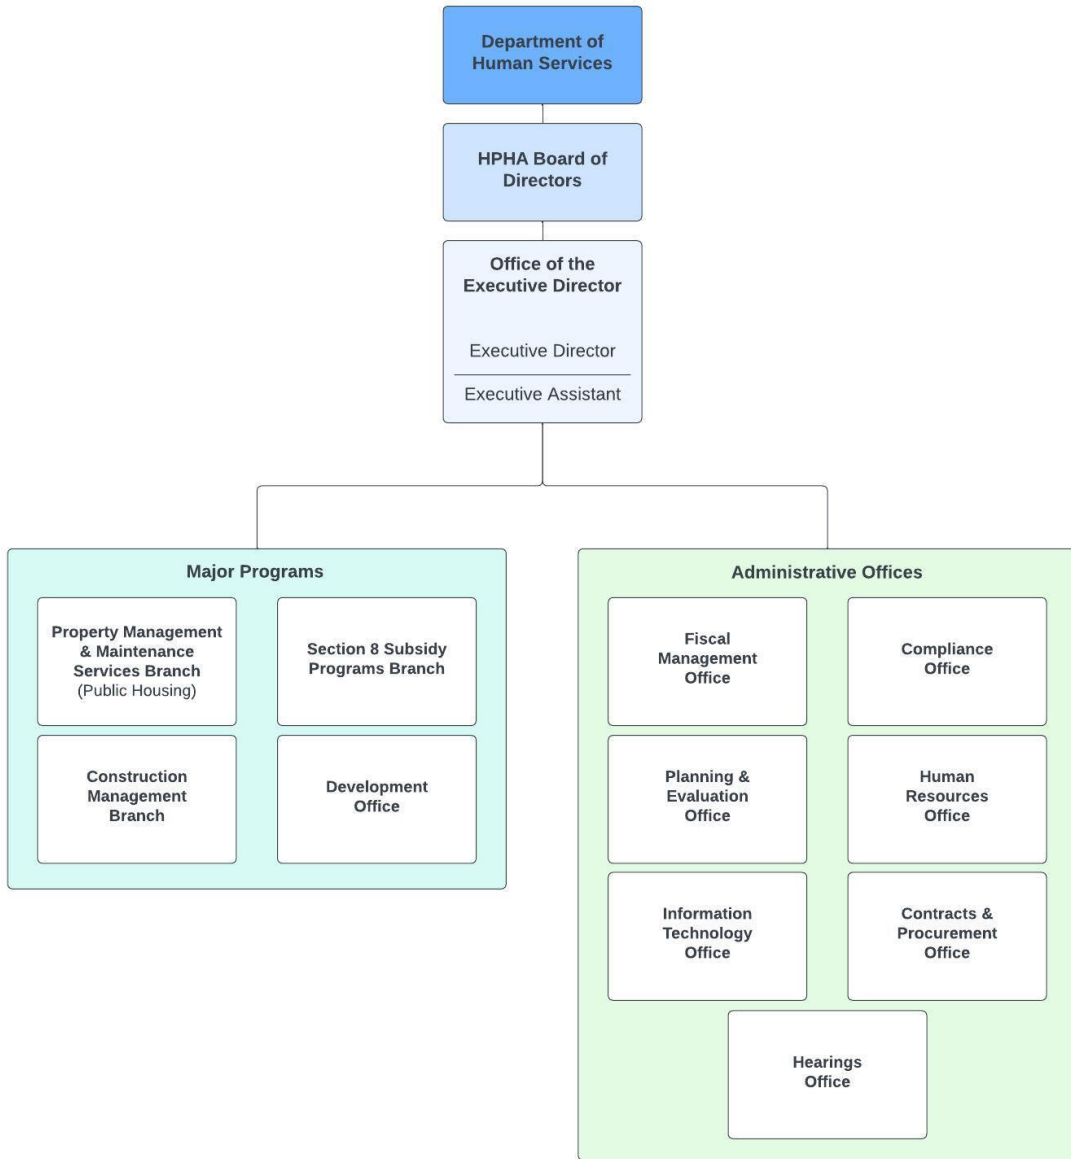 Department of
Human Services
HPHA Board of
Directors
Office of the
Executive Director
Executive Director
Executive Assistant
Major Programs
Property Management
& Maintenance
Services Branch
(Public Housing)
Section 8 Subsidy
Programs Branch
Construction
Management
Branch
Development
Office
Administrative Offices
Fiscal
Management
Office
Compliance
Office
Planning &
Evaluation
Office
Human
Resources
Office
Information
Technology
Office
Contracts &
Procurement
Office
Hearings
Office